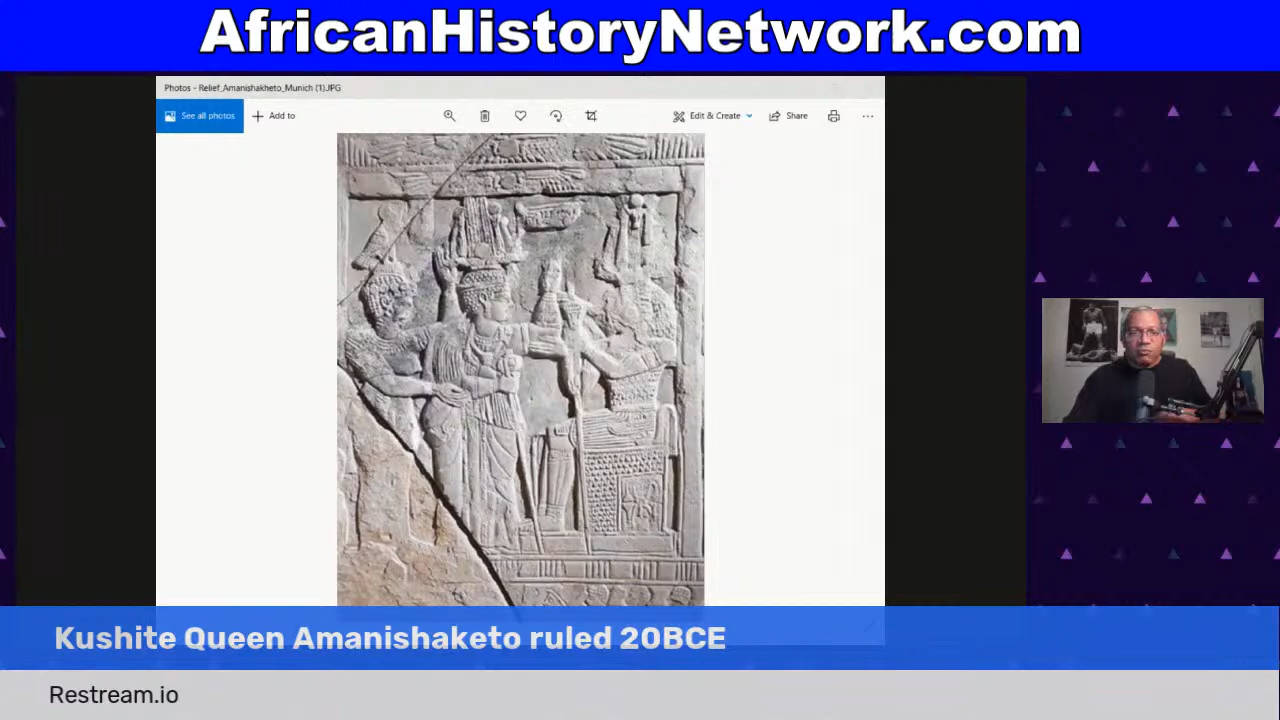 AfricanHistoryNetwork.com
Photos - Relief_Amanishakheto_Munich (1).JPG
See all photos
Add to
Edit & Create
Share
Kushite Queen Amanishaketo ruled 20BCE
Restream.io